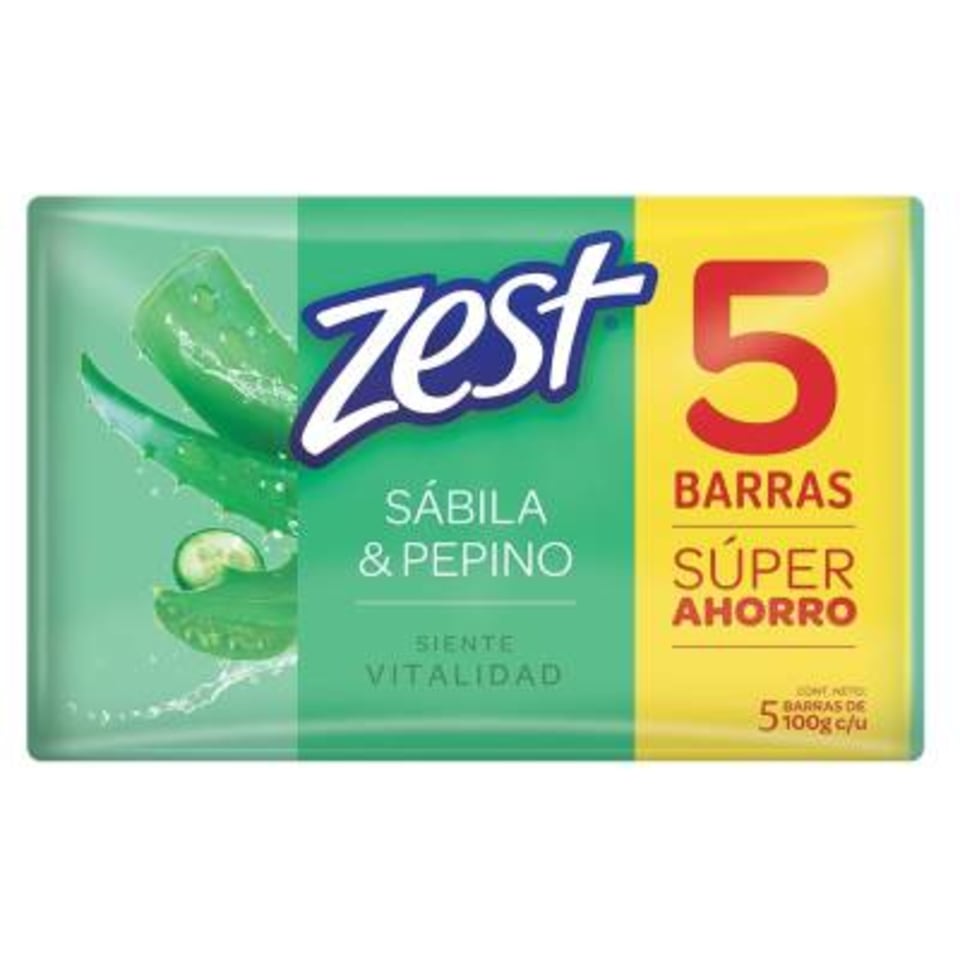 zest
SÁBILA
& PEPINO
SIENTE
VITALIDAD
5
BARRAS
SÚPER
AHORRO
CONT. NETO:
5 BARRAS DE
100g c/u